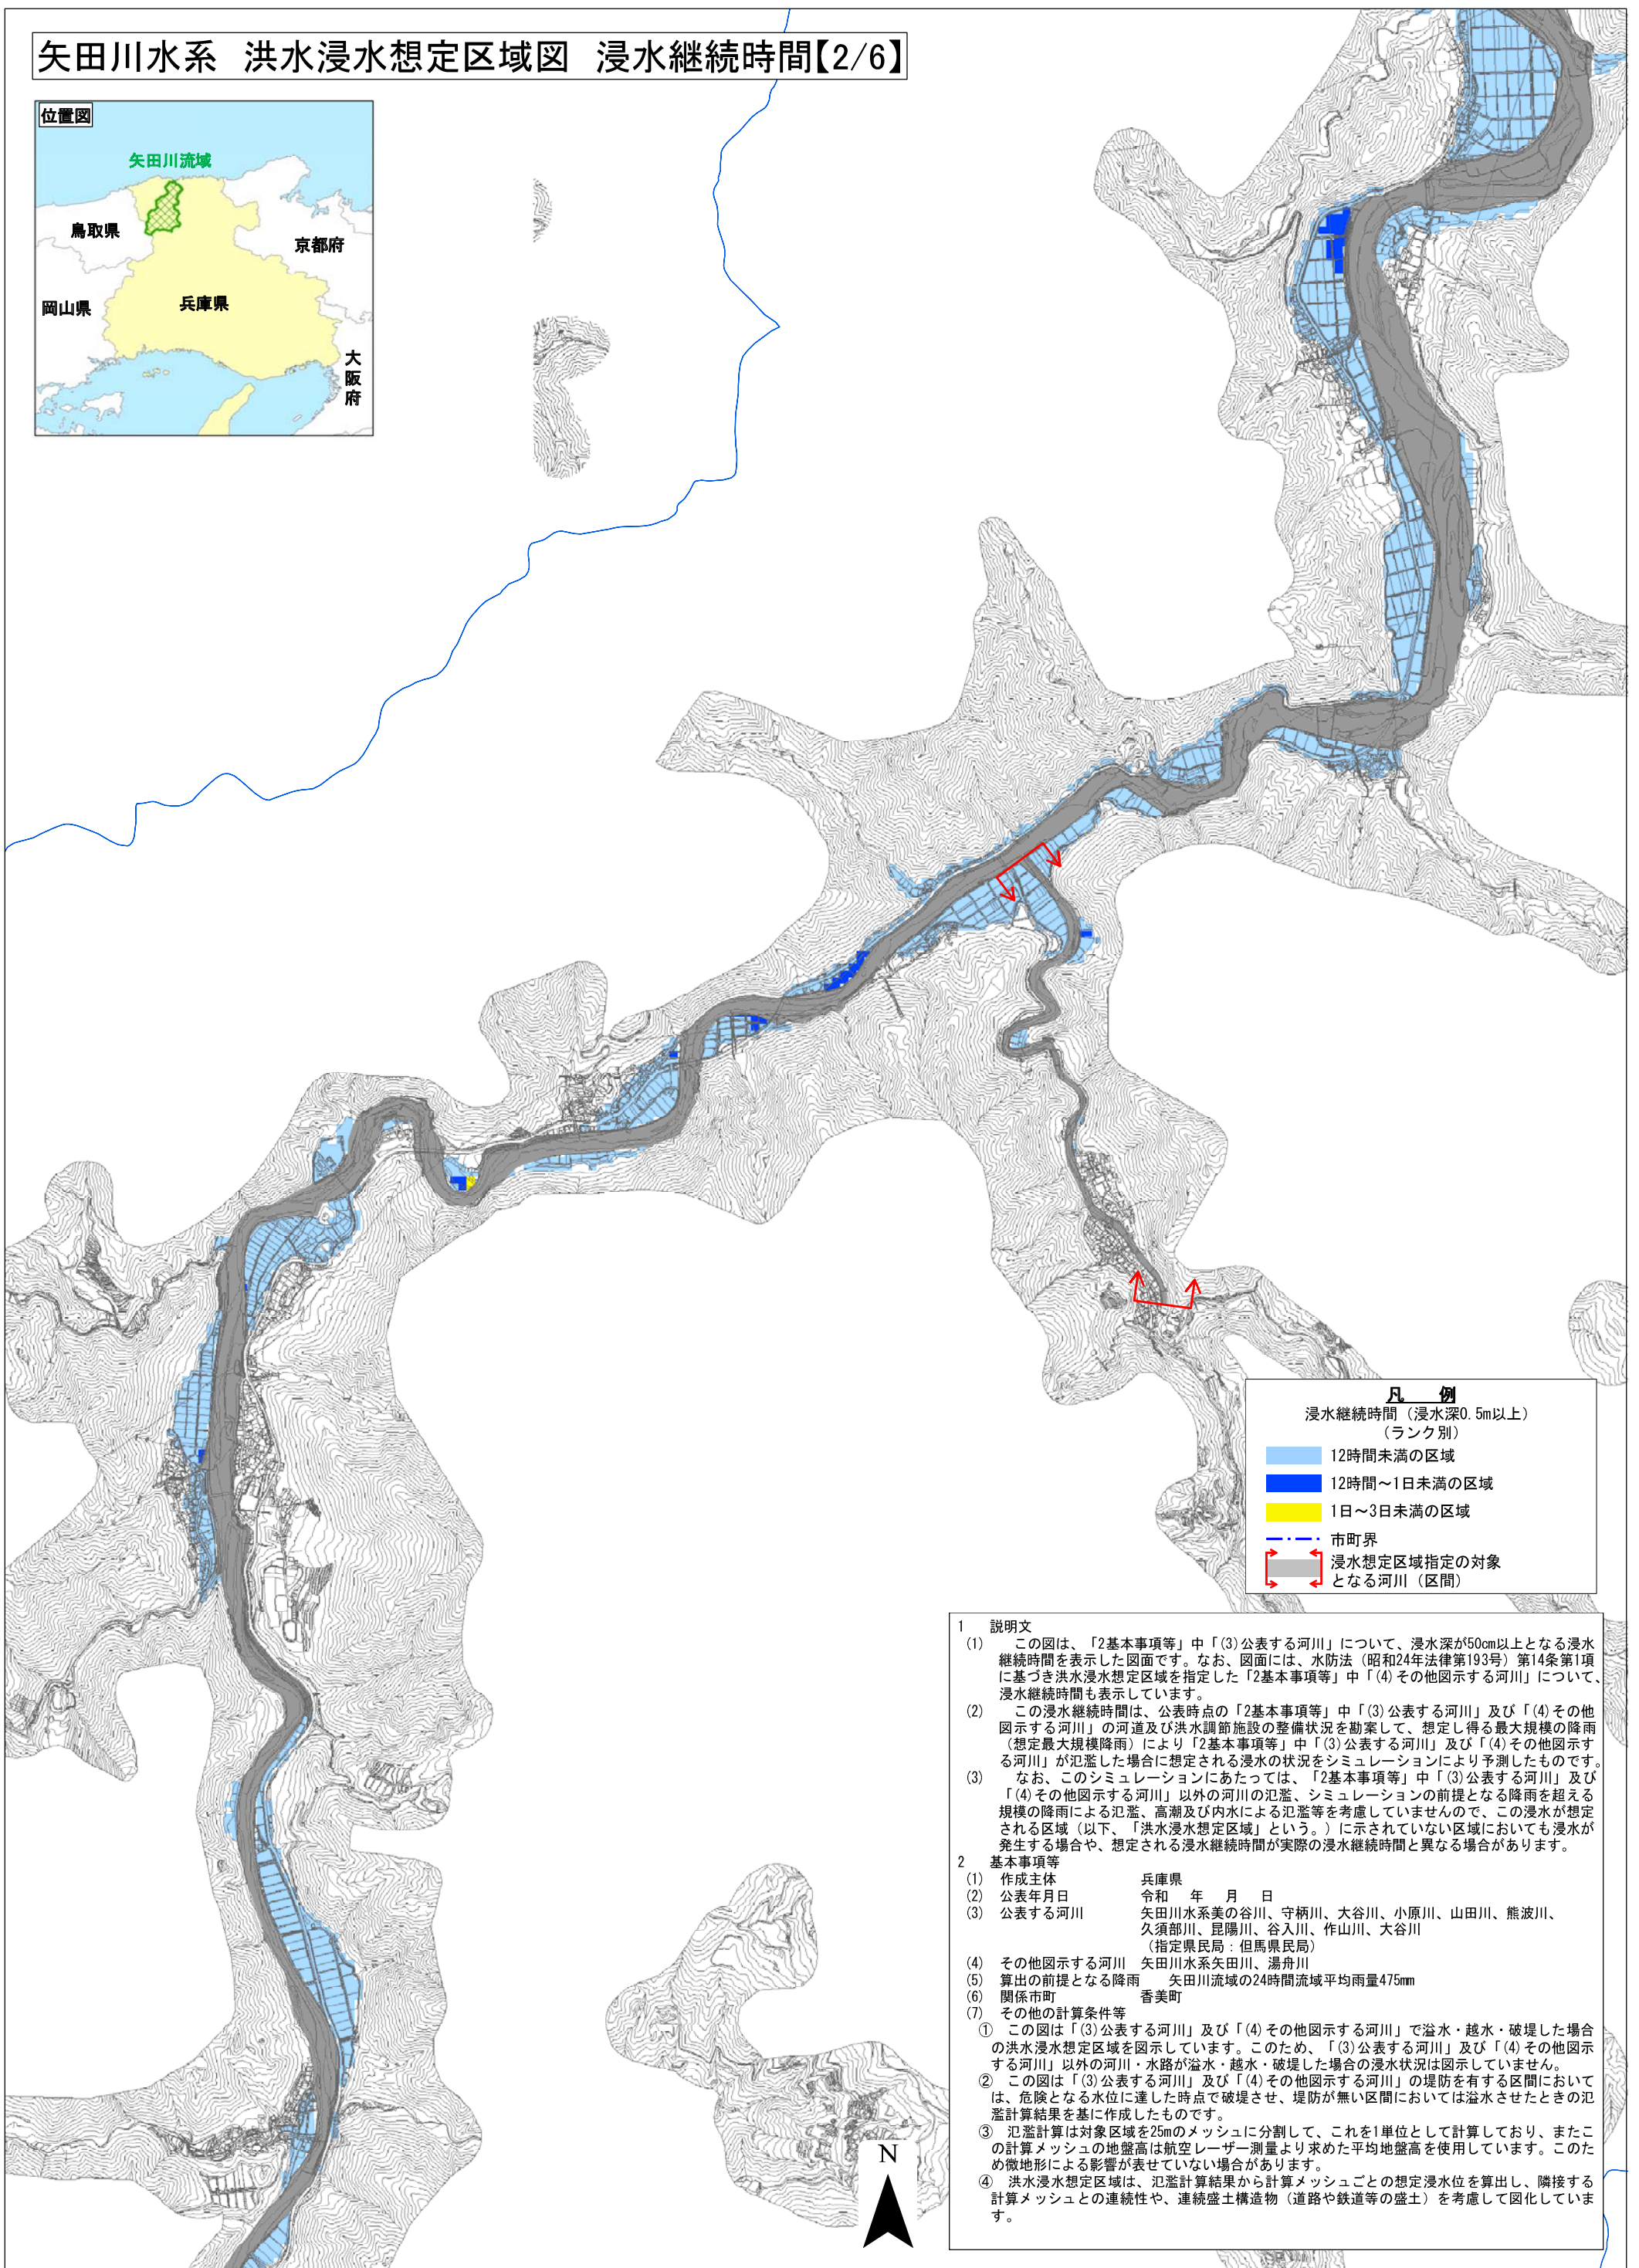 矢田川水系 洪水浸水想定区域図 浸水継続時間【2/6】
位置図
矢田川流域
鳥取県
京都府
岡山県
兵庫県
大阪府
凡 例
浸水継続時間（浸水深0.5m以上）
（ランク別）
12時間未満の区域
12時間～1日未満の区域
1日～3日未満の区域
市町界
浸水想定区域指定の対象
となる河川（区間）
1 説明文
(1) この図は、「2基本事項等」中「(3)公表する河川」について、浸水深が50cm以上となる浸水
継続時間を表示した図面です。なお、図面には、水防法（昭和24年法律第193号）第14条第1項
に基づき洪水浸水想定区域を指定した「2基本事項等」中「(4)その他図示する河川」について、
浸水継続時間も表示しています。
(2) この浸水継続時間は、公表時点の「2基本事項等」中「(3)公表する河川」及び「(4)その他
図示する河川」の河道及び洪水調節施設の整備状況を勘案して、想定し得る最大規模の降雨
（想定最大規模降雨）により「2基本事項等」中「(3)公表する河川」及び「(4)その他図示す
る河川」が氾濫した場合に想定される浸水の状況をシミュレーションにより予測したものです。
(3) なお、このシミュレーションにあたっては、「2基本事項等」中「(3)公表する河川」及び
「(4)その他図示する河川」以外の河川の氾濫、シミュレーションの前提となる降雨を超える
規模の降雨による氾濫、高潮及び内水による氾濫等を考慮していませんので、この浸水が想定
される区域（以下、「洪水浸水想定区域」という。）に示されていない区域においても浸水が
発生する場合や、想定される浸水継続時間が実際の浸水継続時間と異なる場合があります。
2 基本事項等
(1) 作成主体 兵庫県
(2) 公表年月日 令和 年 月 日
(3) 公表する河川 矢田川水系美の谷川、守柄川、大谷川、小原川、山田川、熊波川、
久須部川、昆陽川、谷入川、作山川、大谷川
（指定県民局：但馬県民局）
(4) その他図示する河川 矢田川水系矢田川、湯舟川
(5) 算出の前提となる降雨 矢田川流域の24時間流域平均雨量475mm
(6) 関係市町 香美町
(7) その他の計算条件等
① この図は「(3)公表する河川」及び「(4)その他図示する河川」で溢水・越水・破堤した場合
の洪水浸水想定区域を図示しています。このため、「(3)公表する河川」及び「(4)その他図示
する河川」以外の河川・水路が溢水・越水・破堤した場合の浸水状況は図示していません。
② この図は「(3)公表する河川」及び「(4)その他図示する河川」の堤防を有する区間において
は、危険となる水位に達した時点で破堤させ、堤防が無い区間においては溢水させたときの氾
濫計算結果を基に作成したものです。
③ 氾濫計算は対象区域を25mのメッシュに分割して、これを1単位として計算しており、またこ
の計算メッシュの地盤高は航空レーザー測量より求めた平均地盤高を使用しています。このた
め微地形による影響が表せていない場合があります。
④ 洪水浸水想定区域は、氾濫計算結果から計算メッシュごとの想定浸水位を算出し、隣接する
計算メッシュとの連続性や、連続盛土構造物（道路や鉄道等の盛土）を考慮して図化していま
す。
N